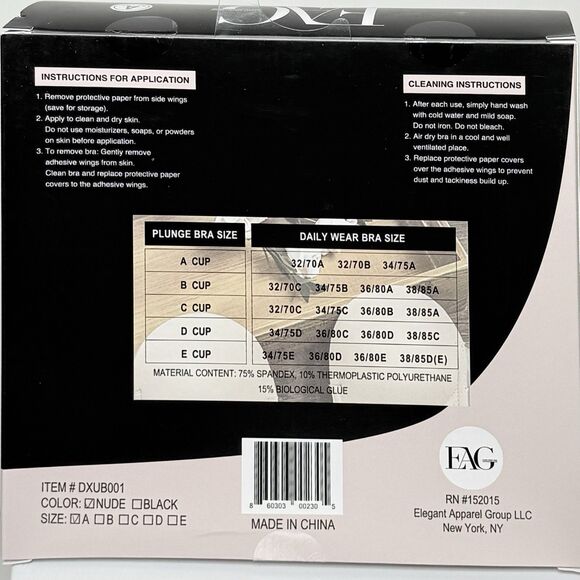 EAG
INSTRUCTIONS FOR APPLICATION
1. Remove protective paper from side wings
(save for storage).
2. Apply to clean and dry skin.
Do not use moisturizers, soaps, or powders
on skin before application.
3. To remove bra: Gently remove
adhesive wings from skin.
Clean bra and replace protective paper
covers to the adhesive wings.
CLEANING INSTRUCTIONS
1. After each use, simply hand wash
with cold water and mild soap.
Do not iron. Do not bleach.
2. Air dry bra in a cool and well
ventilated place.
3. Replace protective paper covers
over the adhesive wings to prevent
dust and tackiness build up.
PLUNGE BRA SIZE DAILY WEAR BRA SIZE
A CUP 32/70A 32/70B 34/75A
B CUP 32/70C 34/75B 36/80A 38/85A
C CUP 32/70C 34/75C 36/80B 38/85A
D CUP 34/75D 36/80C 36/80D 38/85C
E CUP 34/75E 36/80D 36/80E 38/85D(E)
MATERIAL CONTENT: 75% SPANDEX, 10% THERMOPLASTIC POLYURETHANE
15% BIOLOGICAL GLUE
ITEM # DXUB001
COLOR: ☑NUDE ☐BLACK
SIZE: ☑A ☐B ☐C ☐D ☐E
8 60303 00230 5
MADE IN CHINA
EAG
RN #152015
Elegant Apparel Group LLC
New York, NY